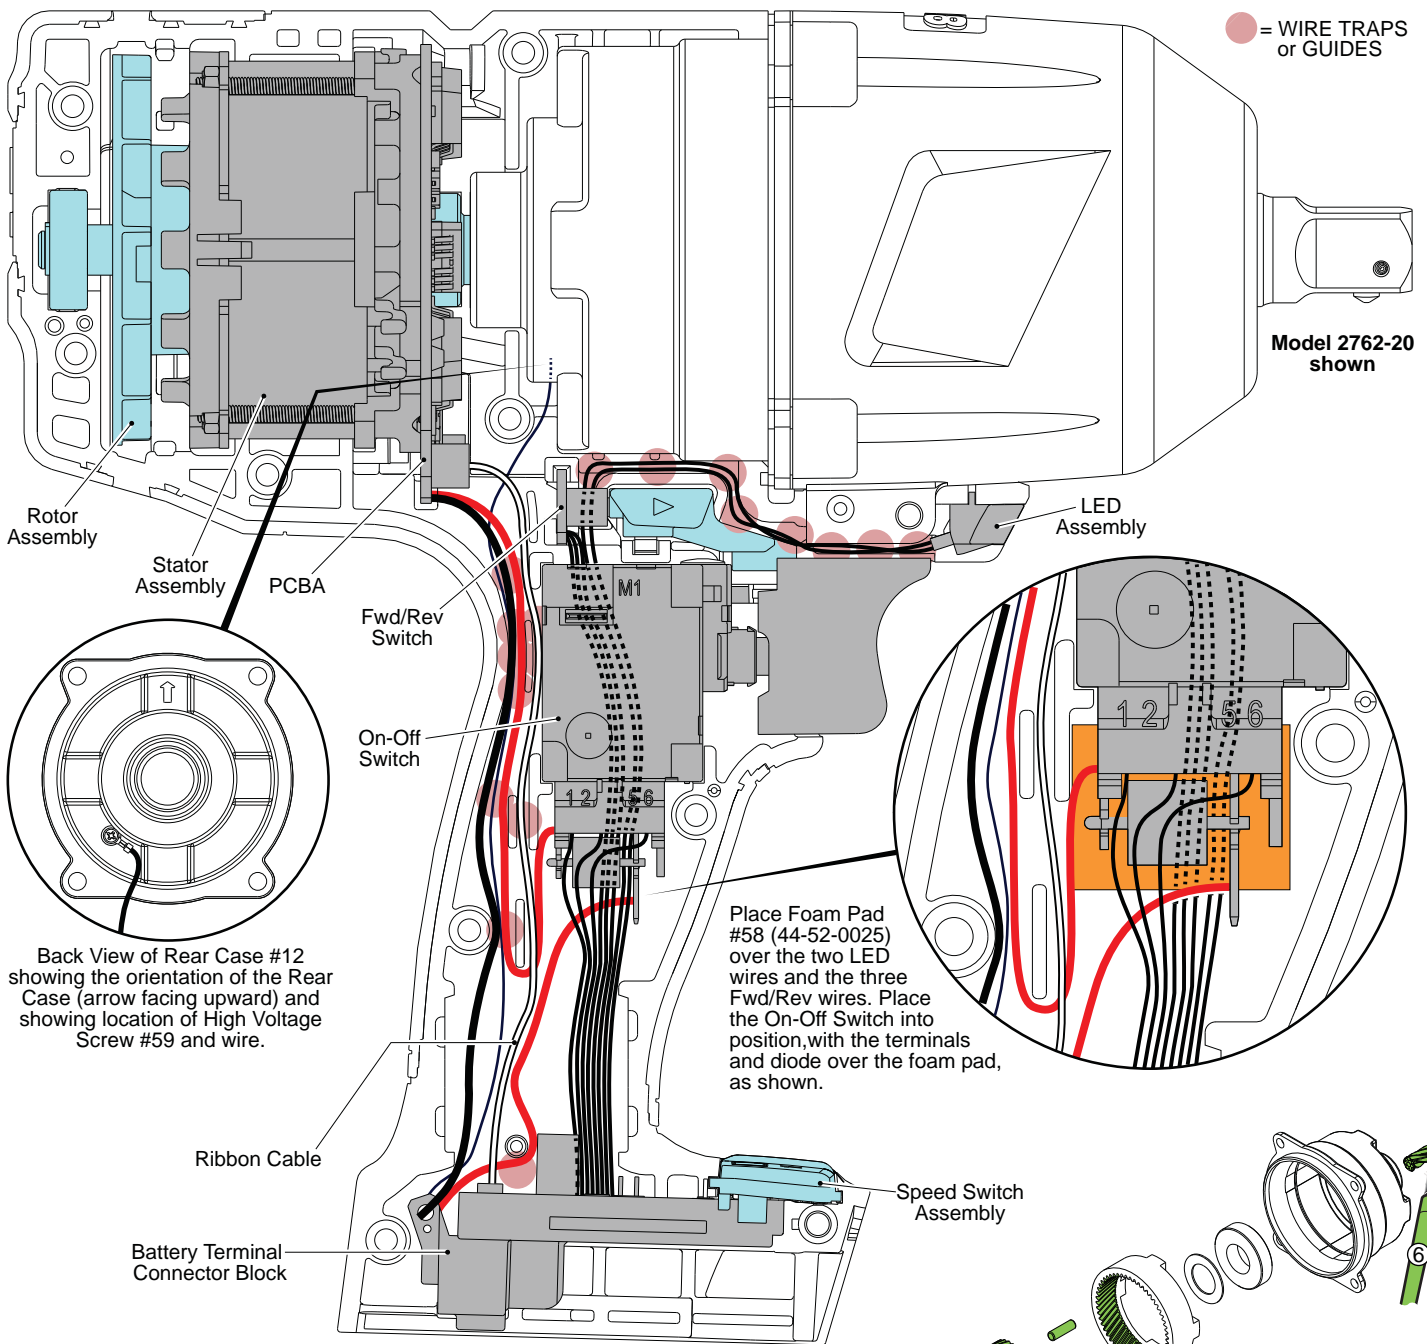 = WIRE TRAPS
or GUIDES
Model 2762-20
shown
Rotor
Assembly
Stator
Assembly
PCBA
Fwd/Rev
Switch
LED
Assembly
M1
On-Off
Switch
1 2 5 6
1 2 5 6
Back View of Rear Case #12
showing the orientation of the Rear
Case (arrow facing upward) and
showing location of High Voltage
Screw #59 and wire.
Place Foam Pad
#58 (44-52-0025)
over the two LED
wires and the three
Fwd/Rev wires. Place
the On-Off Switch into
position,with the terminals
and diode over the foam pad,
as shown.
Ribbon Cable
Speed Switch
Assembly
Battery Terminal
Connector Block
6